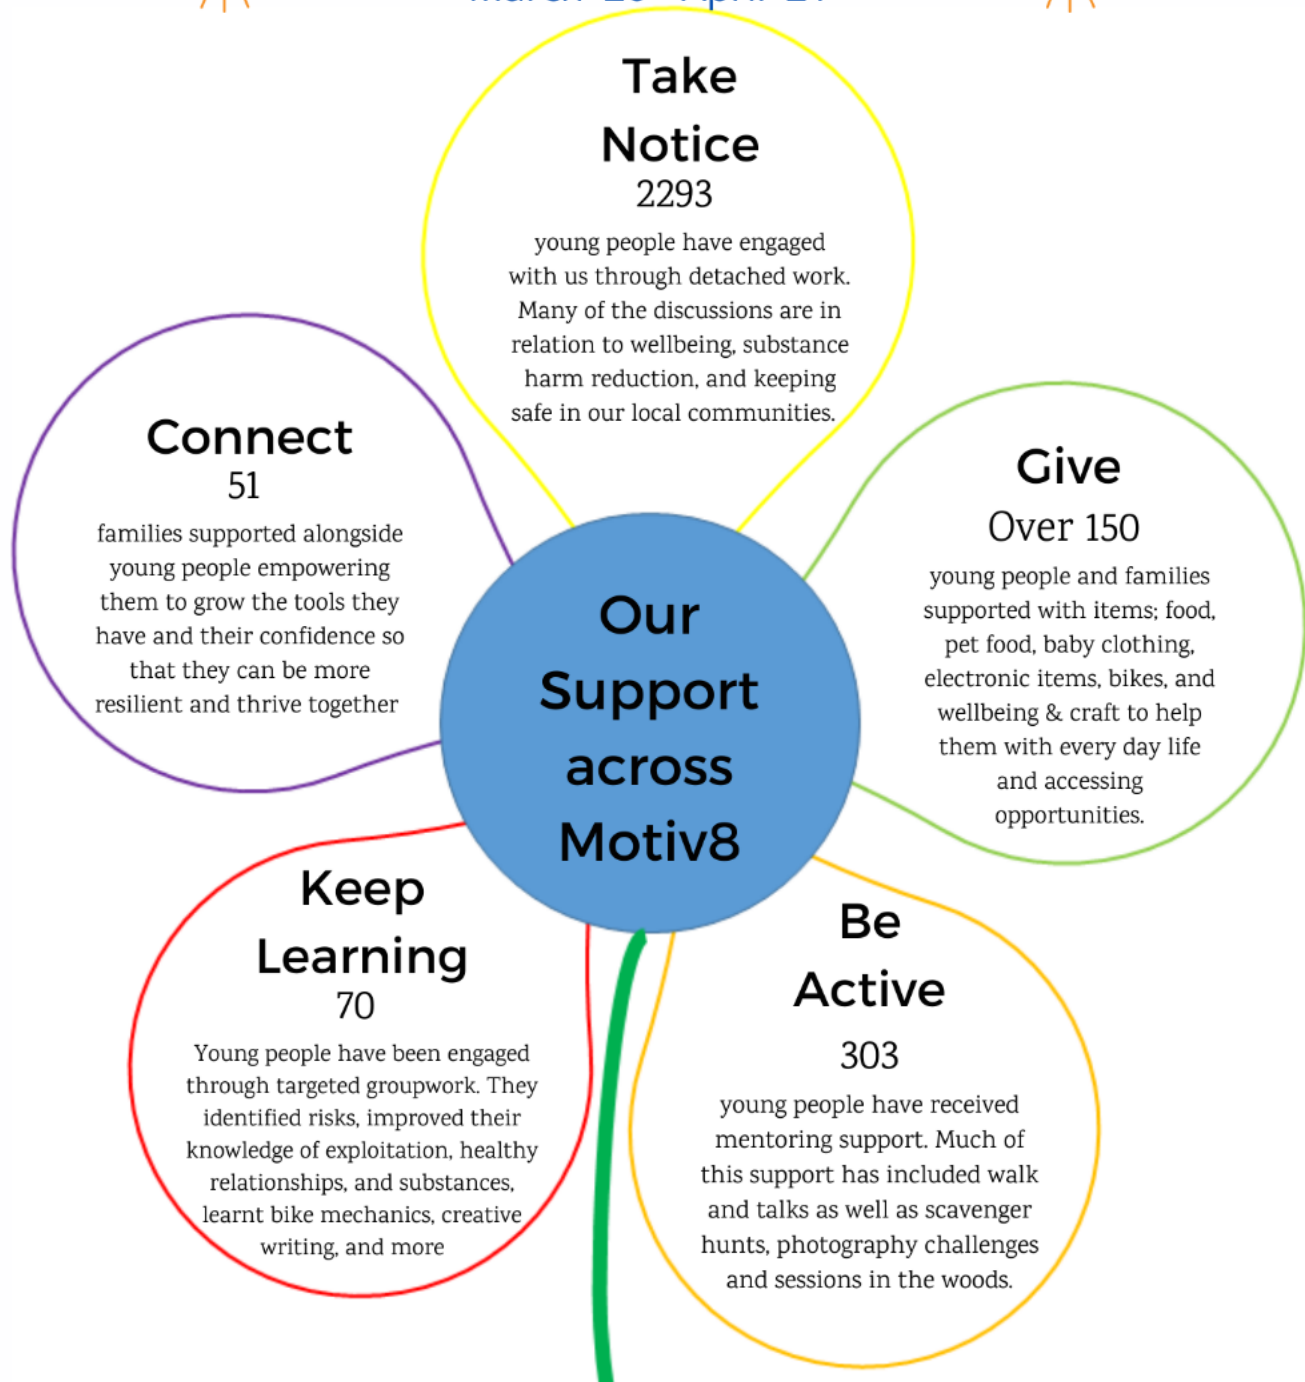 Take
Notice
2293
young people have engaged
with us through detached work.
Many of the discussions are in
relation to wellbeing, substance
harm reduction, and keeping
safe in our local communities.
Connect
51
families supported alongside
young people empowering
them to grow the tools they
have and their confidence so
that they can be more
resilient and thrive together
Give
Over 150
young people and families
supported with items; food,
pet food, baby clothing,
electronic items, bikes, and
wellbeing & craft to help
them with every day life
and accessing
opportunities.
Our
Support
across
Motiv8
Keep
Learning
70
Young people have been engaged
through targeted groupwork. They
identified risks, improved their
knowledge of exploitation, healthy
relationships, and substances,
learnt bike mechanics, creative
writing, and more
Be
Active
303
young people have received
mentoring support. Much of
this support has included walk
and talks as well as scavenger
hunts, photography challenges
and sessions in the woods.